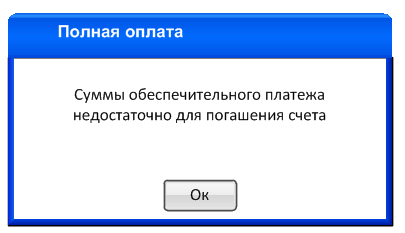 Полная оплата
Суммы обеспечительного платежа
недостаточно для погашения счета
Ок